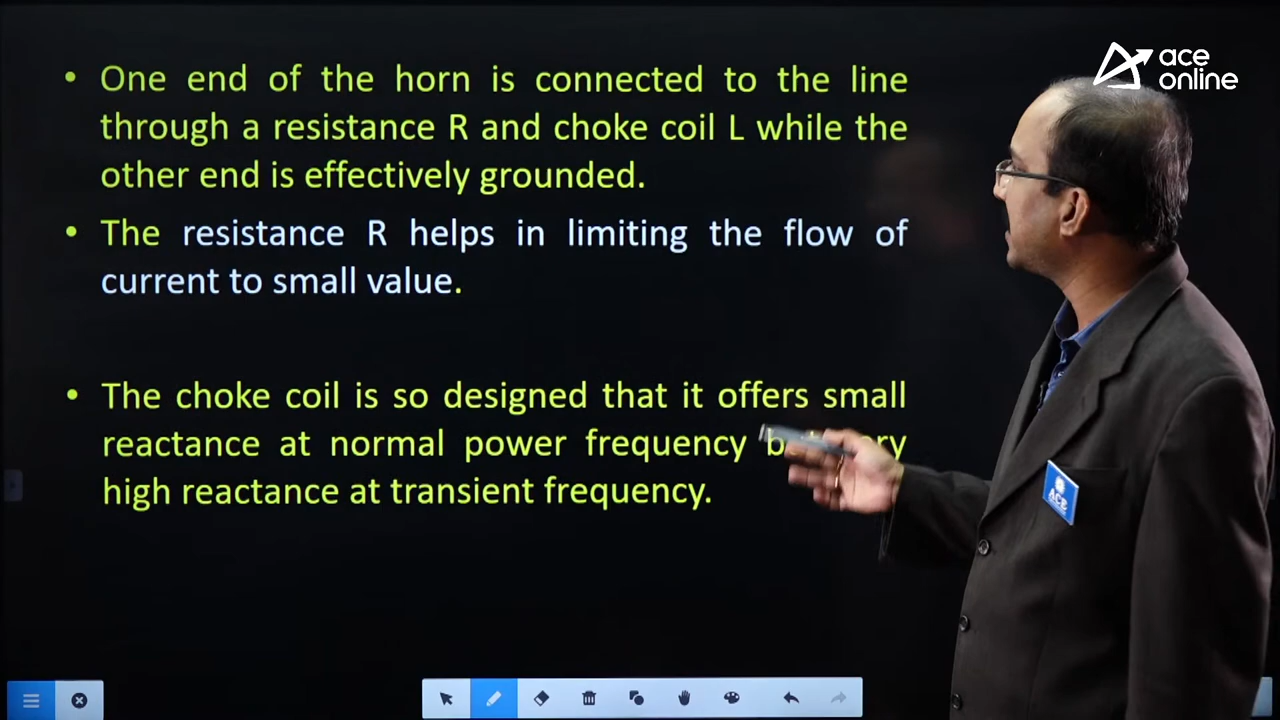 ace
online
• One end of the horn is connected to the line
through a resistance R and choke coil L while the
other end is effectively grounded.
• The resistance R helps in limiting the flow of
current to small value.
• The choke coil is so designed that it offers small
reactance at normal power frequency
high reactance at transient frequency.
ACE